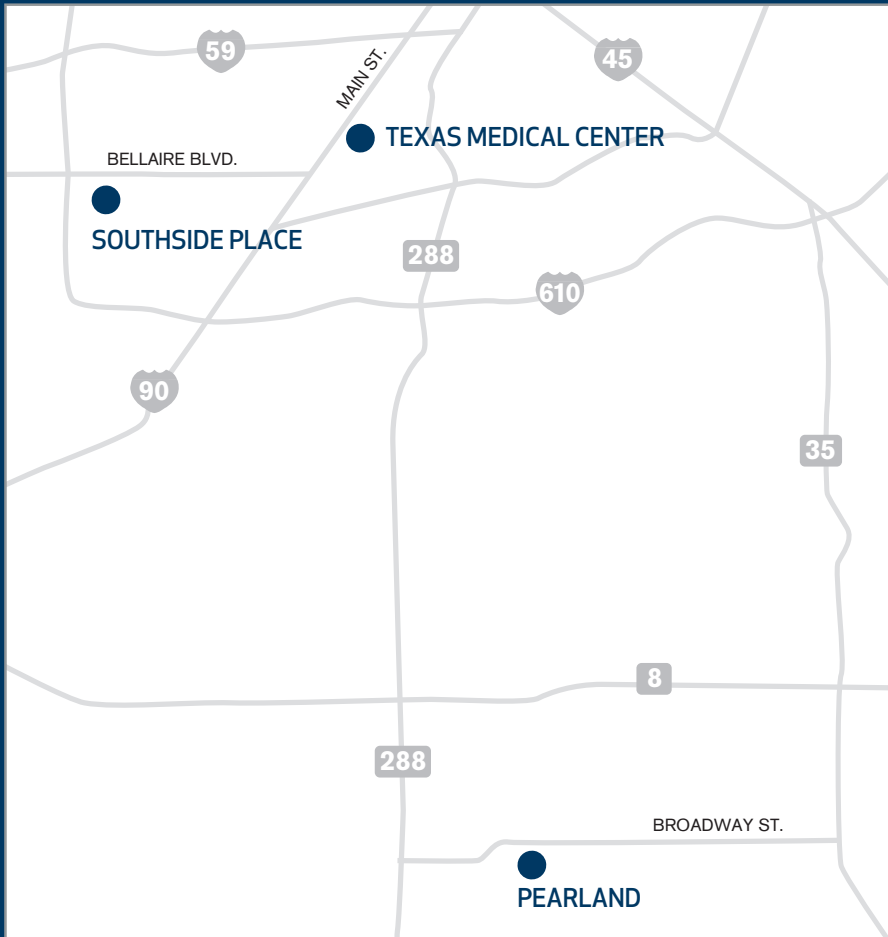 59
45
MAIN ST.
TEXAS MEDICAL CENTER
BELLAIRE BLVD.
SOUTHSIDE PLACE
288
610
90
35
8
288
BROADWAY ST.
PEARLAND